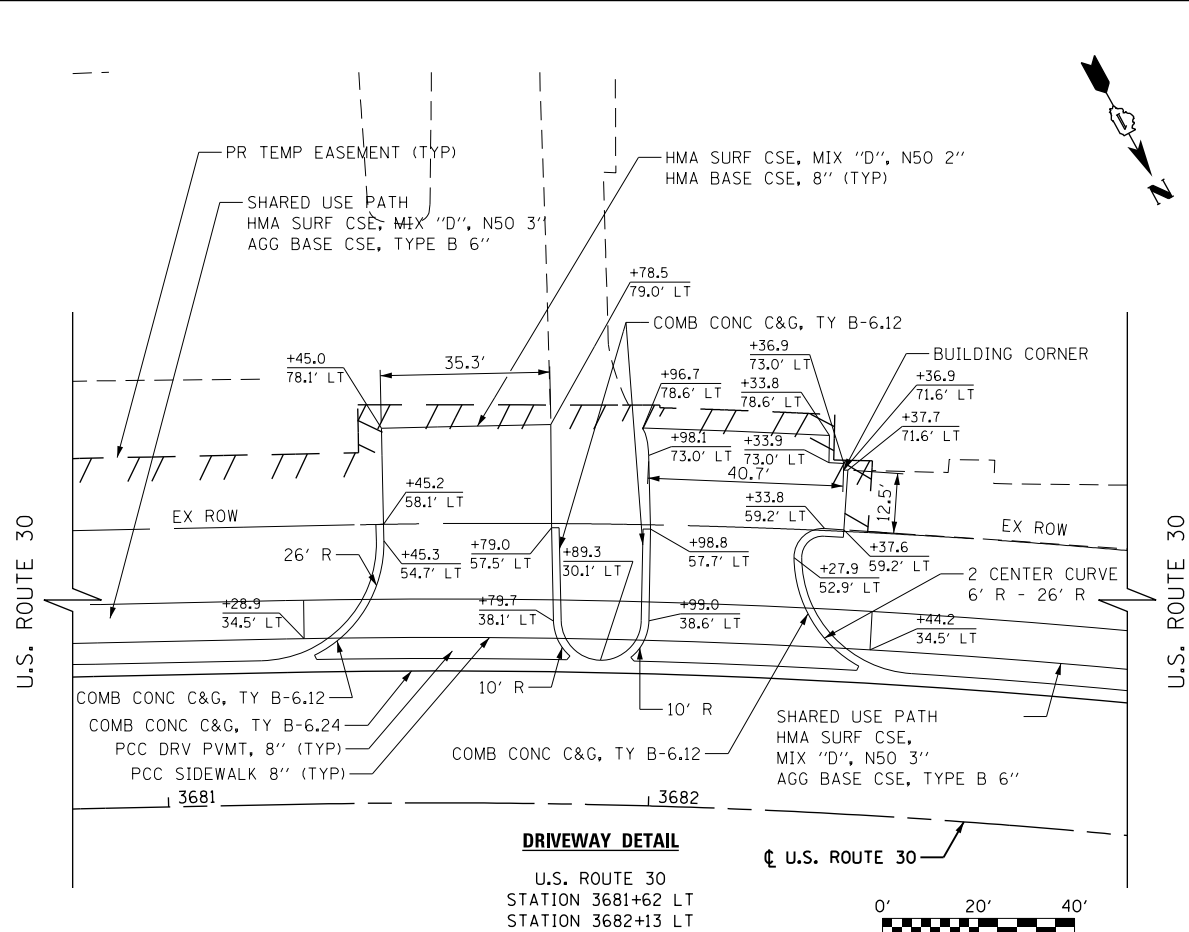 PR TEMP EASEMENT (TYP)
SHARED USE PATH
HMA SURF CSE, MIX "D", N50 3"
AGG BASE CSE, TYPE B 6"
HMA SURF CSE, MIX "D", N50 2"
HMA BASE CSE, 8" (TYP)
N
+78.5
79.0' LT
COMB CONC C&G, TY B-6.12
+45.0
78.1' LT
35.3'
+36.9
73.0' LT
BUILDING CORNER
+96.7
78.6' LT
+33.8
78.6' LT
+36.9
71.6' LT
+37.7
71.6' LT
+98.1
73.0' LT
+33.9
73.0' LT
40.7'
12.5'
+45.2
58.1' LT
+33.8
59.2' LT
EX ROW
EX ROW
U.S. ROUTE 30
U.S. ROUTE 30
26' R
+45.3
54.7' LT
+79.0
57.5' LT
+89.3
30.1' LT
+98.8
57.7' LT
+37.6
59.2' LT
+27.9
52.9' LT
2 CENTER CURVE
6' R - 26' R
+28.9
34.5' LT
+79.7
38.1' LT
+99.0
38.6' LT
+44.2
34.5' LT
COMB CONC C&G, TY B-6.12
10' R
10' R
COMB CONC C&G, TY B-6.24
PCC DRV PVMT, 8" (TYP)
PCC SIDEWALK 8" (TYP)
COMB CONC C&G, TY B-6.12
SHARED USE PATH
HMA SURF CSE,
MIX "D", N50 3"
AGG BASE CSE, TYPE B 6"
3681
3682
DRIVEWAY DETAIL
℄ U.S. ROUTE 30
U.S. ROUTE 30
STATION 3681+62 LT
STATION 3682+13 LT
0' 20' 40'